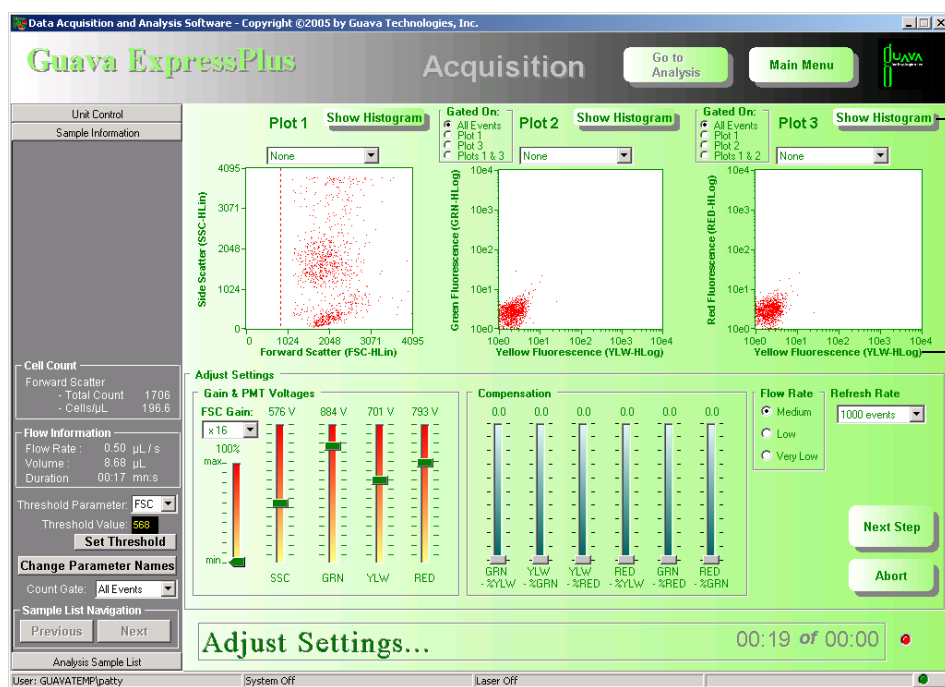 Data Acquisition and Analysis Software - Copyright ©2005 by Guava Technologies, Inc.
Guava ExpressPlus
Acquisition
Go to
Analysis
Main Menu
GUAVA
Unit Control
Sample Information
Plot 1
Show Histogram
None
Side Scatter (SSC-HLin)
4095
3071
2048
1024
0
0 1024 2048 3071 4095
Forward Scatter (FSC-HLin)
Gated On:
All Events
Plot 1
Plot 3
Plots 1 & 3
Plot 2
Show Histogram
None
Green Fluorescence (GRN-HLog)
10e4
10e3
10e2
10e1
10e0
10e0 10e1 10e2 10e3 10e4
Yellow Fluorescence (YLW-HLog)
Gated On:
All Events
Plot 1
Plot 2
Plots 1 & 2
Plot 3
Show Histogram
None
Red Fluorescence (RED-HLog)
10e4
10e3
10e2
10e1
10e0
10e0 10e1 10e2 10e3 10e4
Yellow Fluorescence (YLW-HLog)
Cell Count
Forward Scatter
- Total Count 1706
- Cells/µL 196.6
Flow Information
Flow Rate : 0.50 µL / s
Volume : 8.68 µL
Duration 00:17 mn:s
Threshold Parameter: FSC
Threshold Value: 568
Set Threshold
Change Parameter Names
Count Gate: All Events
Sample List Navigation
Previous Next
Analysis Sample List
Adjust Settings
Gain & PMT Voltages
FSC Gain: 576 V 884 V 701 V 793 V
x 16
100%
max
min
SSC GRN YLW RED
Compensation
0.0 0.0 0.0 0.0 0.0 0.0
GRN YLW YLW RED GRN RED
- %YLW - %GRN - %RED - %YLW - %RED - %GRN
Flow Rate
Medium
Low
Very Low
Refresh Rate
1000 events
Next Step
Abort
Adjust Settings...
00:19 of 00:00
User: GUAVATEMP\patty
System Off
Laser Off